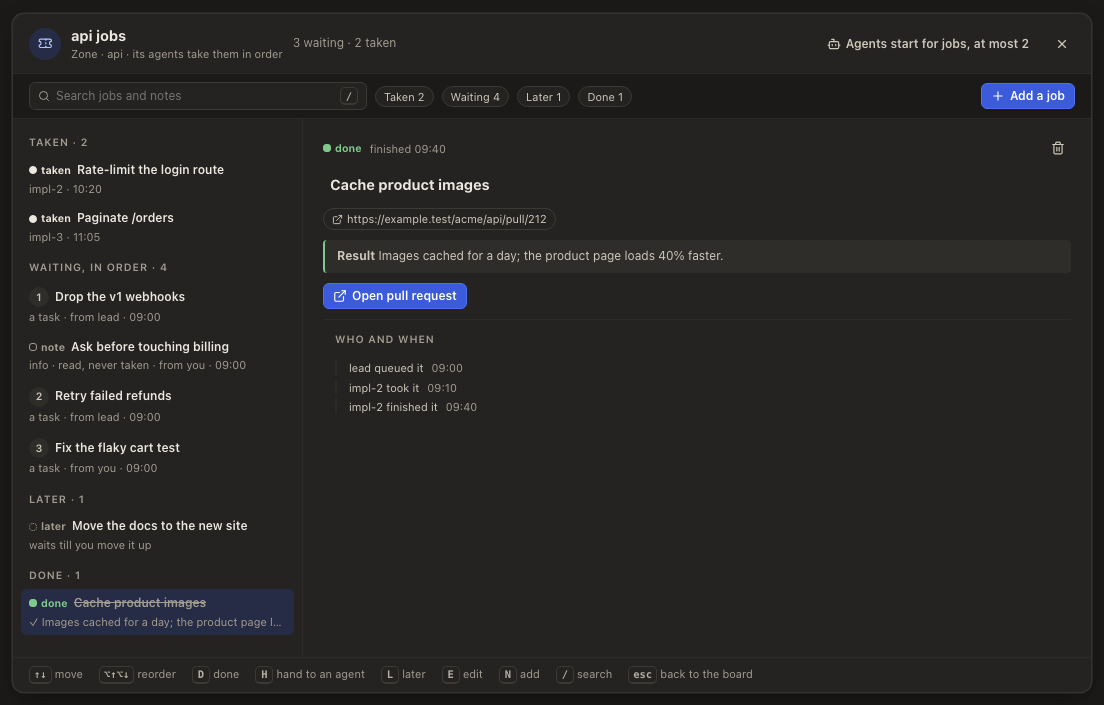 api jobs
Zone · api · its agents take them in order
3 waiting · 2 taken
Agents start for jobs, at most 2
Search jobs and notes
/
Taken 2
Waiting 4
Later 1
Done 1
Add a job
TAKEN · 2
taken Rate-limit the login route
impl-2 · 10:20
taken Paginate /orders
impl-3 · 11:05
WAITING, IN ORDER · 4
1 Drop the v1 webhooks
a task · from lead · 09:00
note Ask before touching billing
info · read, never taken · from you · 09:00
2 Retry failed refunds
a task · from lead · 09:00
3 Fix the flaky cart test
a task · from you · 09:00
LATER · 1
later Move the docs to the new site
waits till you move it up
DONE · 1
done Cache product images
✓ Images cached for a day; the product page l…
done finished 09:40
Cache product images
https://example.test/acme/api/pull/212
Result Images cached for a day; the product page loads 40% faster.
Open pull request
WHO AND WHEN
lead queued it 09:00
impl-2 took it 09:10
impl-2 finished it 09:40
↑↓ move ⌥↑⌥↓ reorder D done H hand to an agent L later E edit N add / search esc back to the board